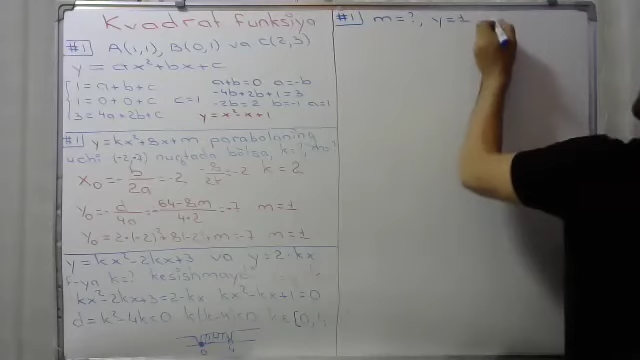 Kvadrat funksiya
#1 A(1,1), B(0,1) va C(2,3)
y = ax²+bx+c
1 = a+b+c
1 = 0+0+c c=1
3 = 4a+2b+c
a+b=0 a=-b
-4b+2b+1=3
-2b=2 b=-1 a=1
y=x²-x+1
#1 y=kx²+8x+m parabolaning
uchi (-2,-7) nuqtada bo'lsa, k=?, m=?
x₀=-b/2a=-2 -8/2k=-2 k=2
y₀=-d/4a=-(64-8m)/(4·2)=-7 m=1
y₀=2·(-2)²+8(-2)+m=-7 m=1
y=kx²-2kx+3 va y=2-kx
f-ya k=? kesishmaydi
kx²-2kx+3=2-kx kx²-kx+1=0
d=k²-4k<0 k(k-4)<0 k∈[0,
0
#1 m=?, y=1